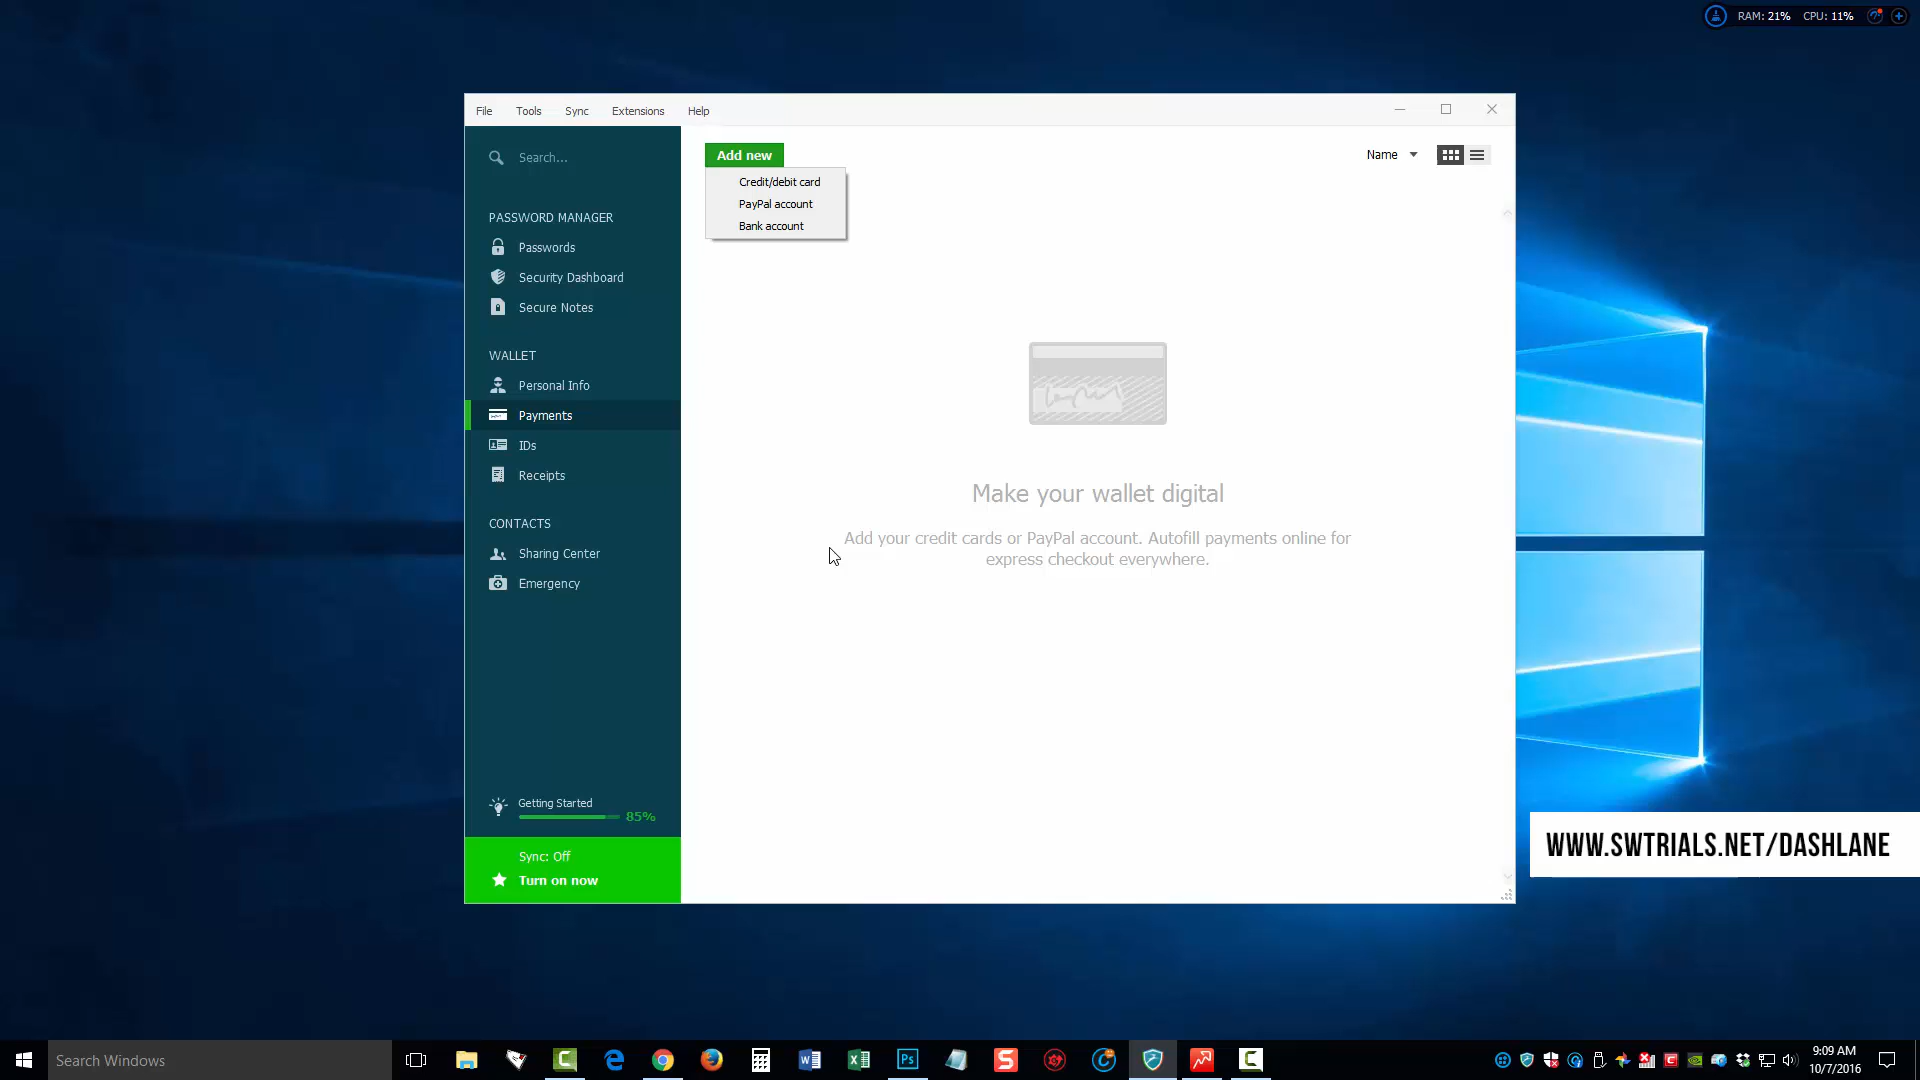 RAM: 21% CPU: 11%
File Tools Sync Extensions Help
Search...
Add new
Name
Credit/debit card
PayPal account
Bank account
PASSWORD MANAGER
Passwords
Security Dashboard
Secure Notes
WALLET
Personal Info
Payments
IDs
Receipts
CONTACTS
Sharing Center
Emergency
Make your wallet digital
Add your credit cards or PayPal account. Autofill payments online for
express checkout everywhere.
Getting Started
85%
Sync: Off
Turn on now
WWW.SWTRIALS.NET/DASHLANE
Search Windows
Ps
9:09 AM
10/7/2016